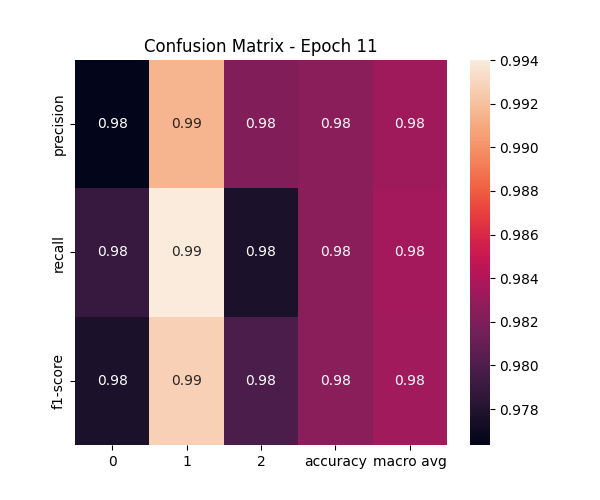 Confusion Matrix - Epoch 11
precision 0.98 0.99 0.98 0.98 0.98
recall 0.98 0.99 0.98 0.98 0.98
f1-score 0.98 0.99 0.98 0.98 0.98
0 1 2 accuracy macro avg
0.994
0.992
0.990
0.988
0.986
0.984
0.982
0.980
0.978